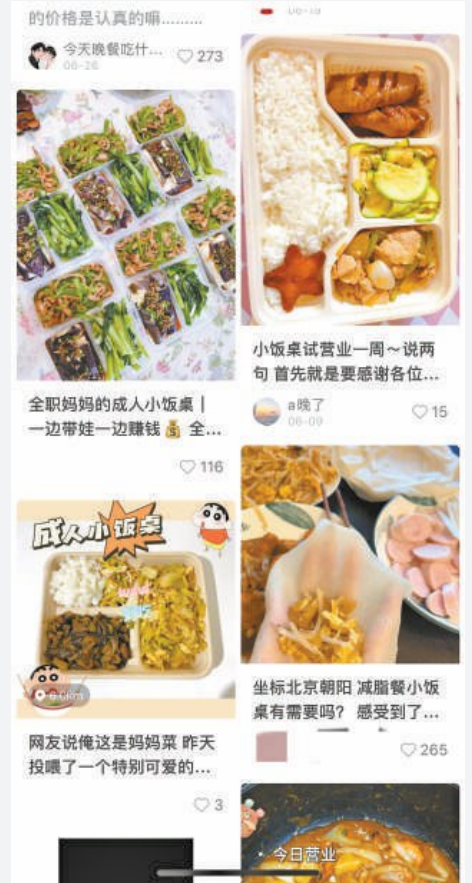 的价格是认真的嘛………
今天晚餐吃什...
06-26
273
全职妈妈的成人小饭桌｜
一边带娃一边赚钱💰 全...
116
成人小饭桌
网友说俺这是妈妈菜 昨天
投喂了一个特别可爱的...
3
小饭桌试营业一周～说两
句 首先就是要感谢各位...
a晚了
06-09
15
坐标北京朝阳 减脂餐小饭
桌有需要吗？ 感受到了...
265
· 今日营业